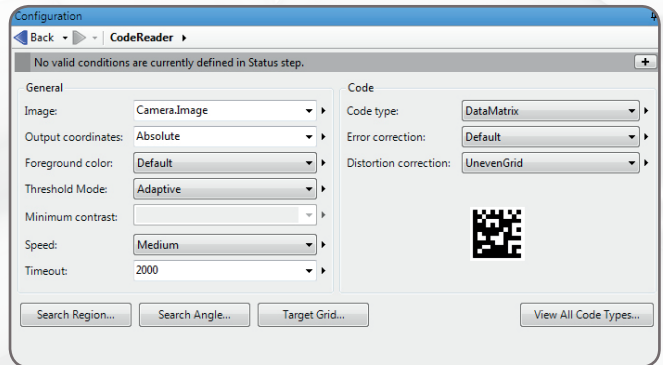 Configuration
Back CodeReader
No valid conditions are currently defined in Status step.
General
Image: Camera.Image
Output coordinates: Absolute
Foreground color: Default
Threshold Mode: Adaptive
Minimum contrast:
Speed: Medium
Timeout: 2000
Code
Code type: DataMatrix
Error correction: Default
Distortion correction: UnevenGrid
Search Region... Search Angle... Target Grid... View All Code Types...